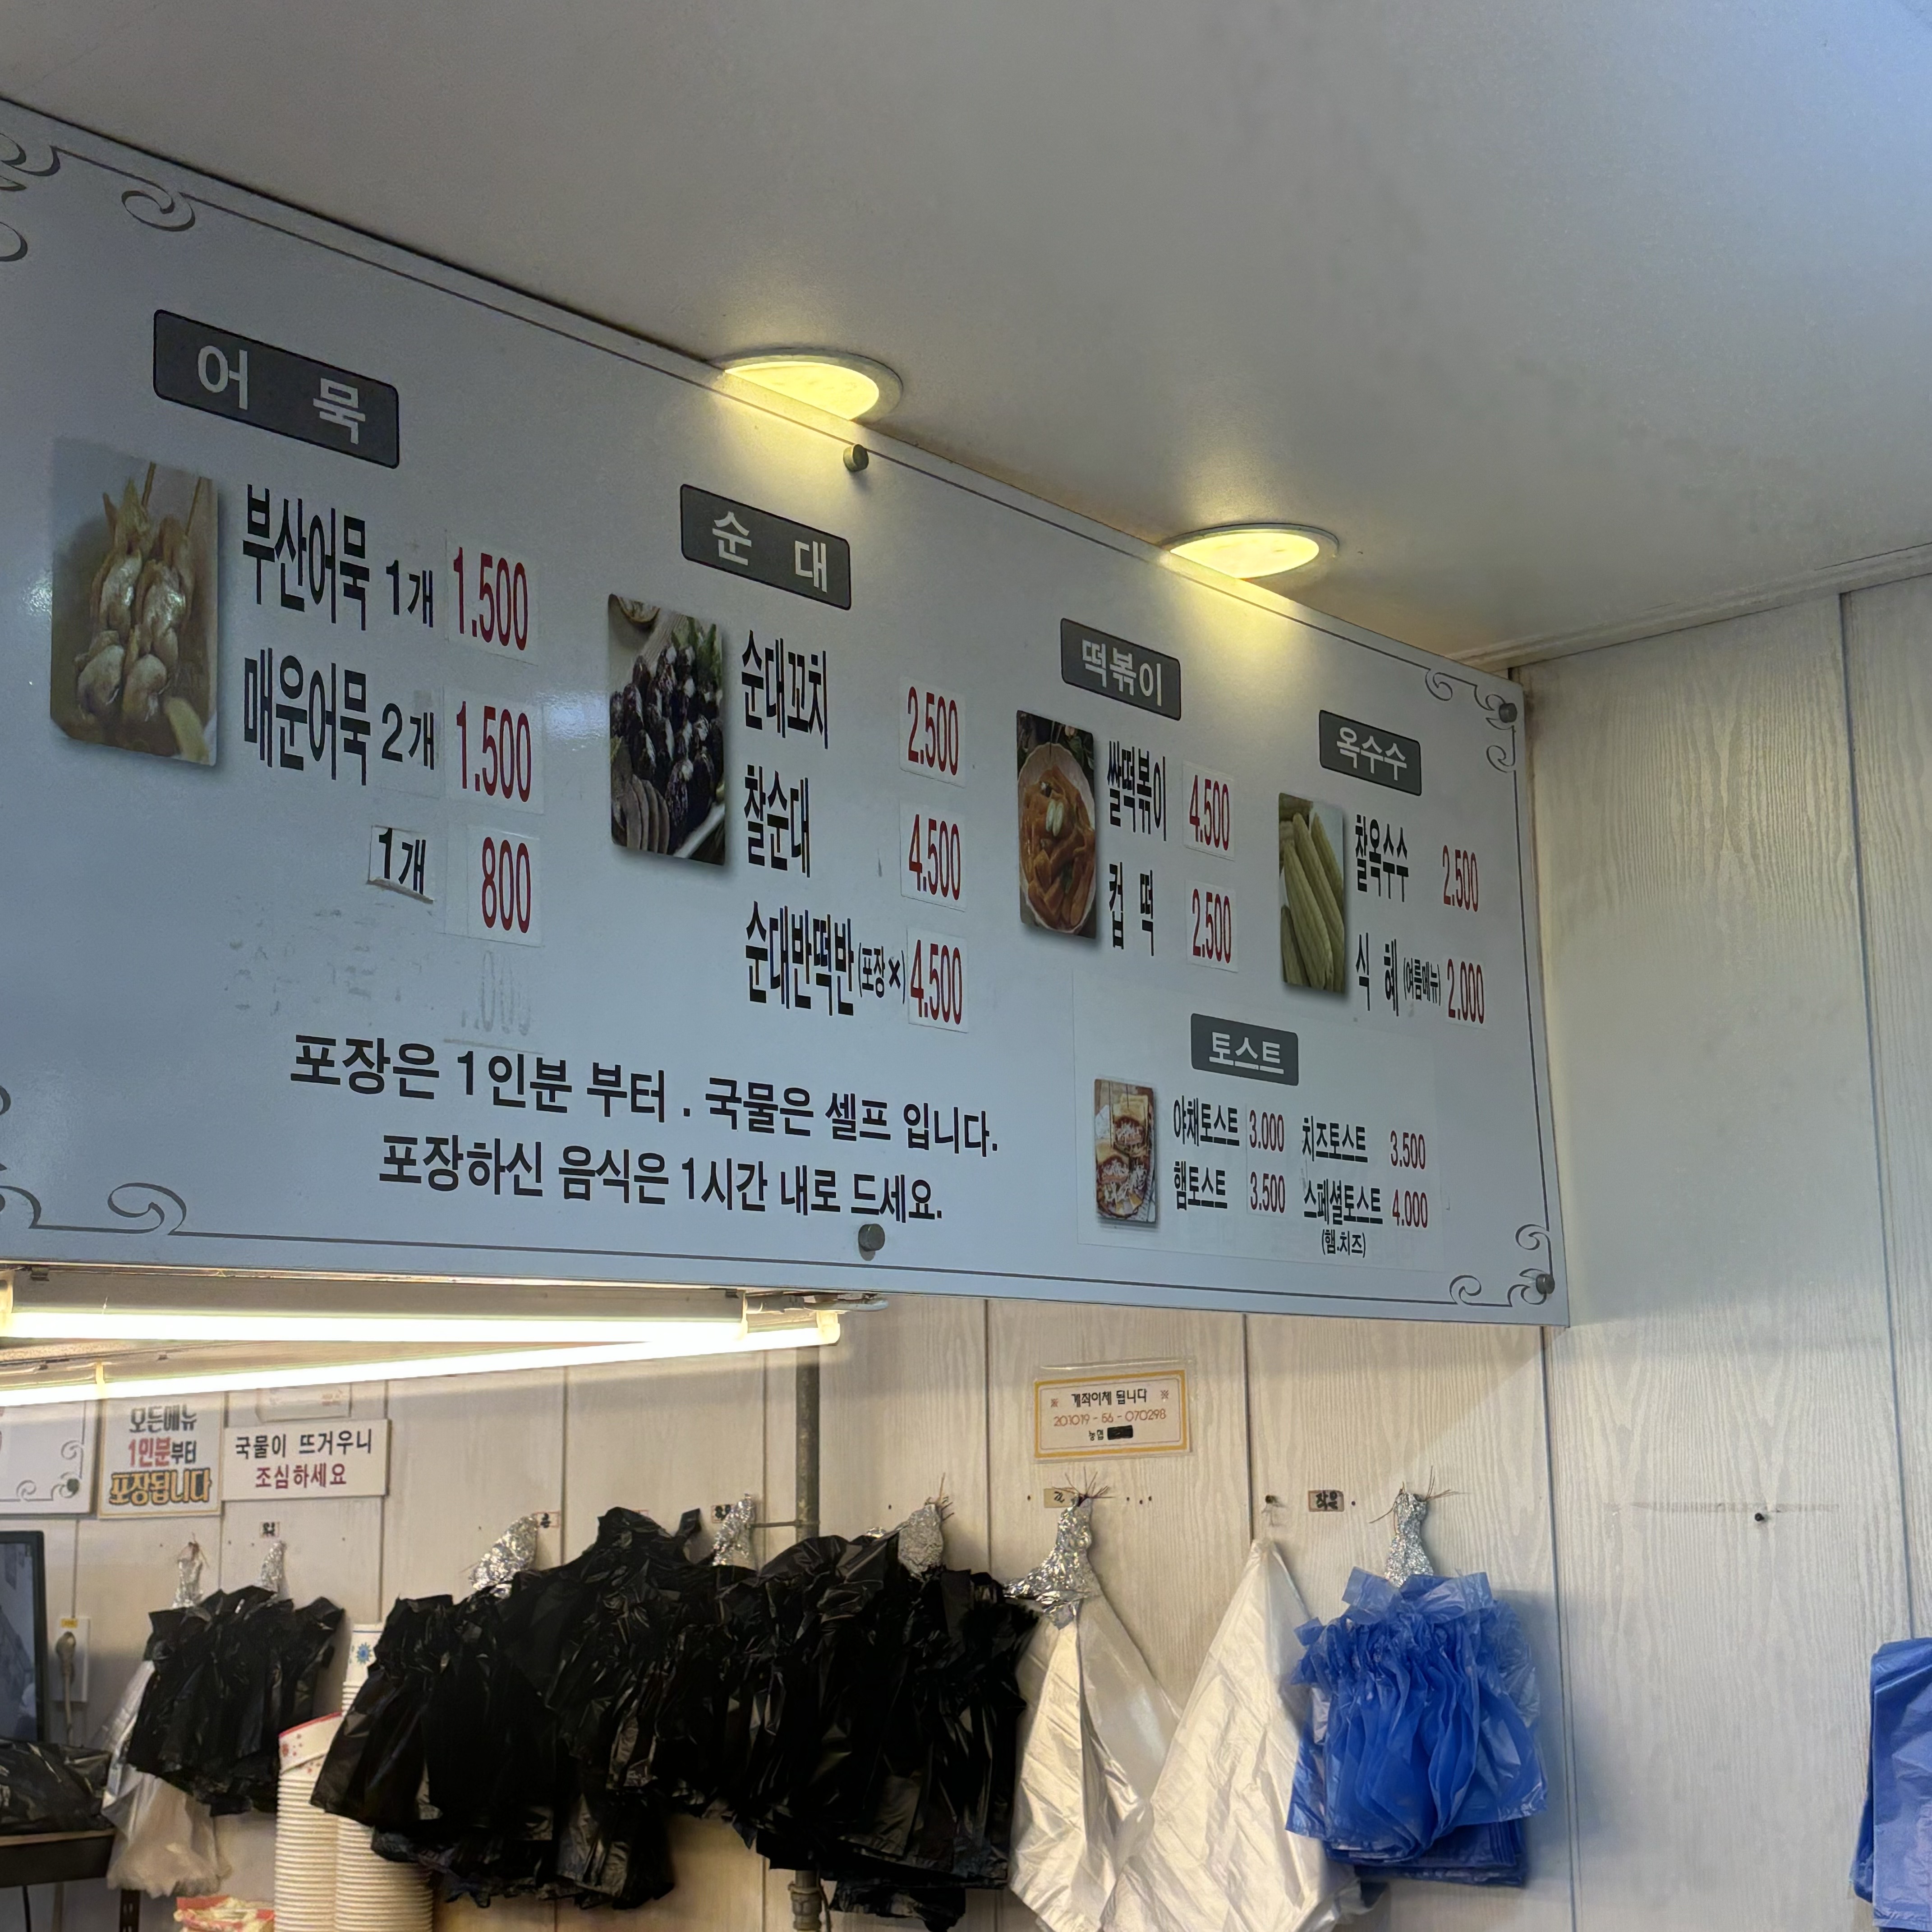 어 묵
부산어묵 1개 1.500
매운어묵 2개 1.500
1개 800
순 대
순대꼬치 2.500
찰순대 4.500
순대반떡반(포장×) 4.500
떡볶이
쌀떡볶이 4.500
컵 떡 2.500
옥수수
찰옥수수 2.500
식 혜 (여름메뉴) 2.000
토스트
야채토스트 3.000 치즈토스트 3.500
햄토스트 3.500 스페셜토스트 4.000
(햄.치즈)
포장은 1인분 부터 . 국물은 셀프 입니다.
포장하신 음식은 1시간 내로 드세요.
모든메뉴
1인분부터
포장됩니다
국물이 뜨거우니
조심하세요
※ 계좌이체 됩니다 ※
201019 - 56 - 070298
농협
작은